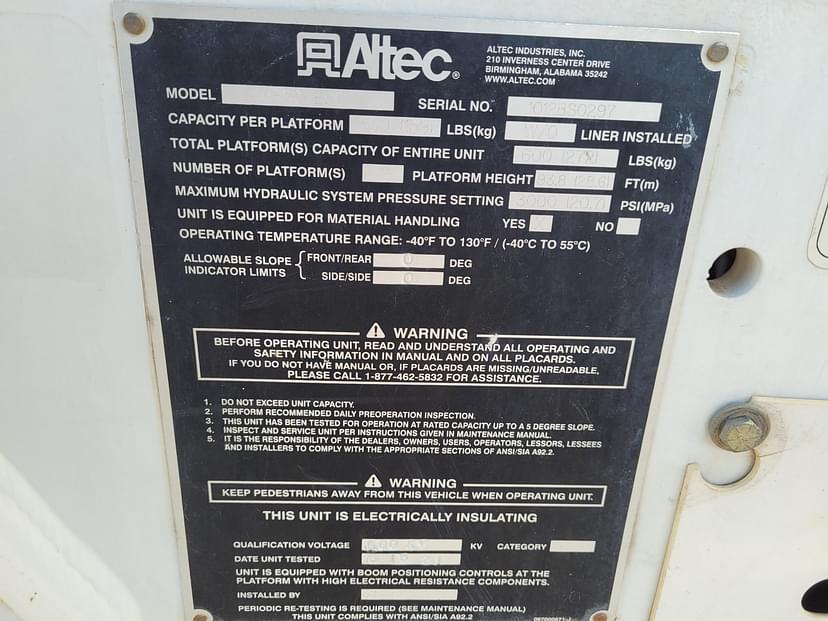 Altec.
ALTEC INDUSTRIES, INC.
210 INVERNESS CENTER DRIVE
BIRMINGHAM, ALABAMA 35242
WWW.ALTEC.COM
MODEL SERIAL NO.
CAPACITY PER PLATFORM LBS(kg) LINER INSTALLED
TOTAL PLATFORM(S) CAPACITY OF ENTIRE UNIT 600 LBS(kg)
NUMBER OF PLATFORM(S) PLATFORM HEIGHT FT(m)
MAXIMUM HYDRAULIC SYSTEM PRESSURE SETTING 3000 (20.7) PSI(MPa)
UNIT IS EQUIPPED FOR MATERIAL HANDLING YES NO
OPERATING TEMPERATURE RANGE: -40°F TO 130°F / (-40°C TO 55°C)
ALLOWABLE SLOPE INDICATOR LIMITS
FRONT/REAR 0 DEG
SIDE/SIDE 0 DEG
WARNING
BEFORE OPERATING UNIT, READ AND UNDERSTAND ALL OPERATING AND
SAFETY INFORMATION IN MANUAL AND ON ALL PLACARDS.
IF YOU DO NOT HAVE MANUAL OR, IF PLACARDS ARE MISSING/UNREADABLE,
PLEASE CALL 1-877-462-5832 FOR ASSISTANCE.
1. DO NOT EXCEED UNIT CAPACITY.
2. PERFORM RECOMMENDED DAILY PREOPERATION INSPECTION.
3. THIS UNIT HAS BEEN TESTED FOR OPERATION AT RATED CAPACITY UP TO A 5 DEGREE SLOPE.
4. INSPECT AND SERVICE UNIT PER INSTRUCTIONS GIVEN IN MAINTENANCE MANUAL.
5. IT IS THE RESPONSIBILITY OF THE DEALERS, OWNERS, USERS, OPERATORS, LESSORS, LESSEES
AND INSTALLERS TO COMPLY WITH THE APPROPRIATE SECTIONS OF ANSI/SIA A92.2.
WARNING
KEEP PEDESTRIANS AWAY FROM THIS VEHICLE WHEN OPERATING UNIT.
THIS UNIT IS ELECTRICALLY INSULATING
QUALIFICATION VOLTAGE KV CATEGORY
DATE UNIT TESTED
UNIT IS EQUIPPED WITH BOOM POSITIONING CONTROLS AT THE
PLATFORM WITH HIGH ELECTRICAL RESISTANCE COMPONENTS.
INSTALLED BY
PERIODIC RE-TESTING IS REQUIRED (SEE MAINTENANCE MANUAL)
THIS UNIT COMPLIES WITH ANSI/SIA A92.2